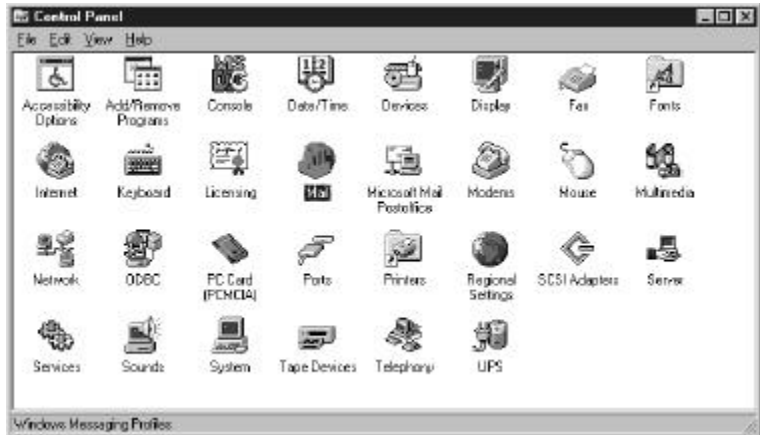 Control Panel
File Edit View Help
Accessibility Options
Add/Remove Programs
Console
Date/Time
Devices
Display
Fax
Fonts
Internet
Keyboard
Licensing
Mail
Microsoft Mail Postoffice
Modems
Mouse
Multimedia
Network
ODBC
PC Card (PCMCIA)
Ports
Printers
Regional Settings
SCSI Adapters
Server
Services
Sounds
System
Tape Devices
Telephony
UPS
Windows Messaging Profiles